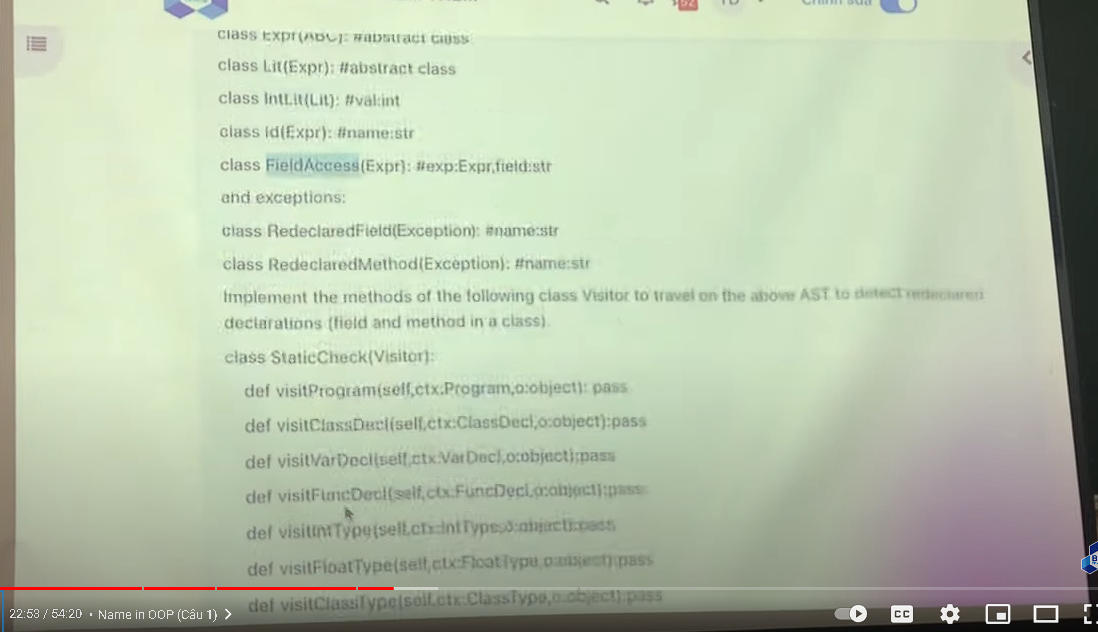 52
class Expr(ABC): #abstract class
class Lit(Expr): #abstract class
class IntLit(Lit): #val:int
class Id(Expr): #name:str
class FieldAccess(Expr): #exp:Expr,field:str
and exceptions:
class RedeclaredField(Exception): #name:str
class RedeclaredMethod(Exception): #name:str
Implement the methods of the following class Visitor to travel on the above AST to detect redeclared
declarations (field and method in a class).
class StaticCheck(Visitor):
def visitProgram(self,ctx:Program,o:object): pass
def visitClassDecl(self,ctx:ClassDecl,o:object):pass
def visitVarDecl(self,ctx:VarDecl,o:object):pass
def visitFuncDecl(self,ctx:FuncDecl,o:object):pass
def visitIntType(self,ctx:IntType,o:object):pass
def visitFloatType(self,ctx:FloatType,o:object):pass
def visitClassType(self,ctx:ClassType,o:object):pass
22:53 / 54:20 • Name in OOP (Câu 1)
CC